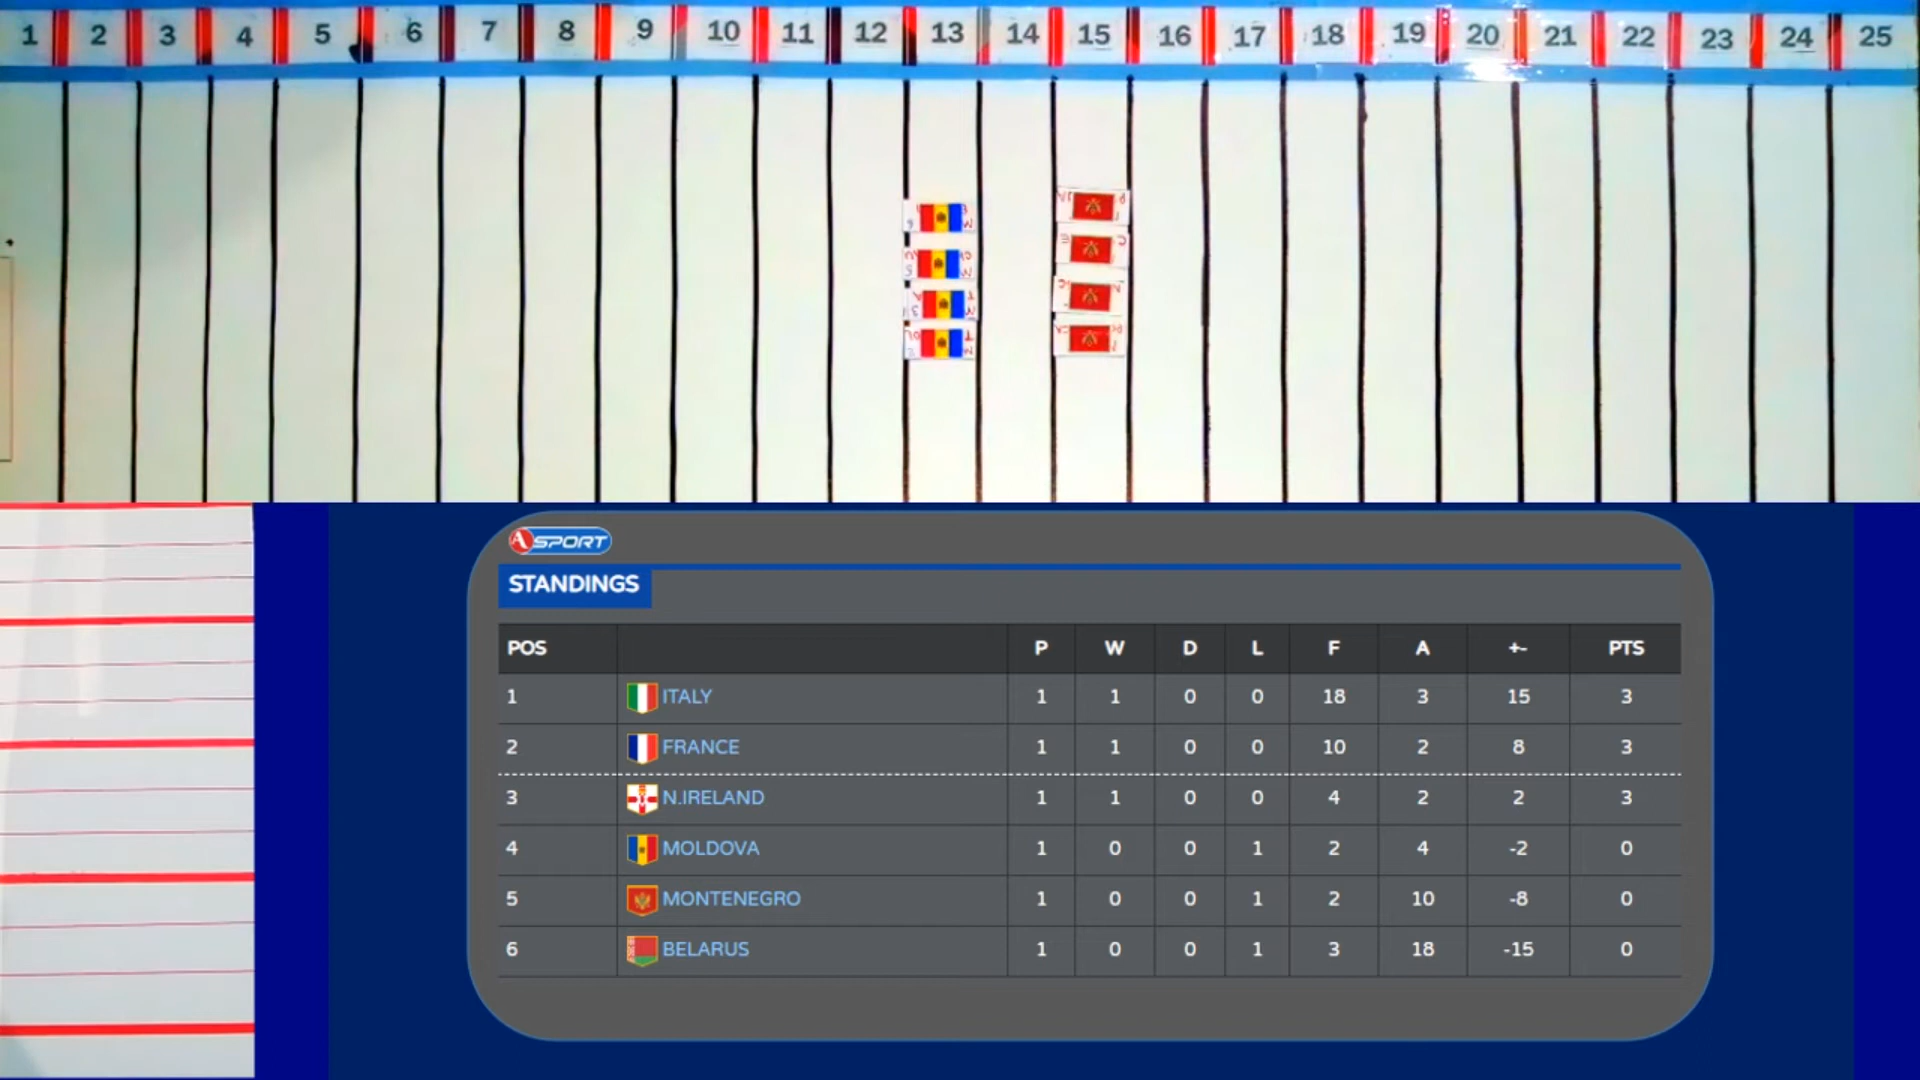 1 2 3 4 5 6 7 8 9 10 11 12 13 14 15 16 17 18 19 20 21 22 23 24 25
A SPORT
STANDINGS
POS P W D L F A +- PTS
1 ITALY 1 1 0 0 18 3 15 3
2 FRANCE 1 1 0 0 10 2 8 3
3 N.IRELAND 1 1 0 0 4 2 2 3
4 MOLDOVA 1 0 0 1 2 4 -2 0
5 MONTENEGRO 1 0 0 1 2 10 -8 0
6 BELARUS 1 0 0 1 3 18 -15 0